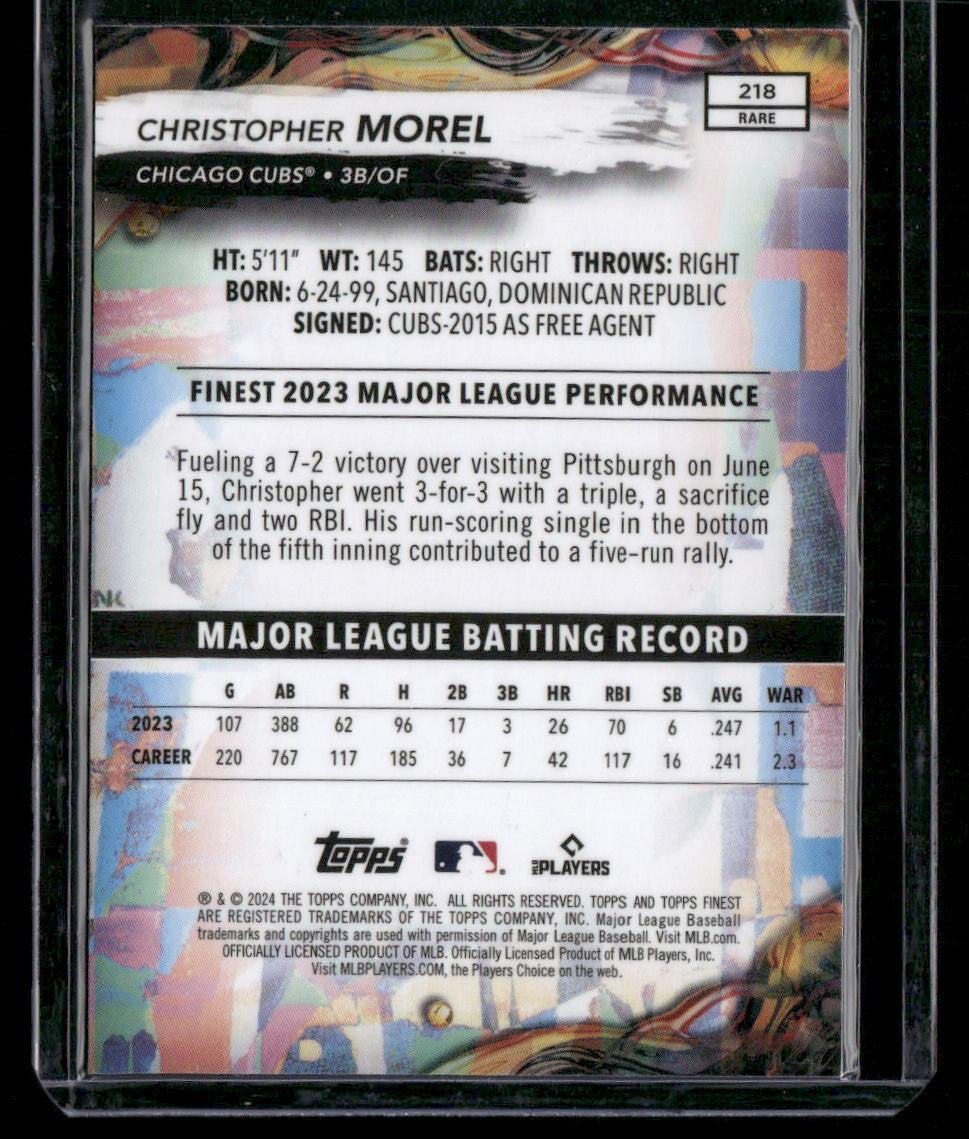 218
RARE
CHRISTOPHER MOREL
CHICAGO CUBS® • 3B/OF
HT: 5'11" WT: 145 BATS: RIGHT THROWS: RIGHT
BORN: 6-24-99, SANTIAGO, DOMINICAN REPUBLIC
SIGNED: CUBS-2015 AS FREE AGENT
FINEST 2023 MAJOR LEAGUE PERFORMANCE
Fueling a 7-2 victory over visiting Pittsburgh on June
15, Christopher went 3-for-3 with a triple, a sacrifice
fly and two RBI. His run-scoring single in the bottom
of the fifth inning contributed to a five-run rally.
MAJOR LEAGUE BATTING RECORD
G AB R H 2B 3B HR RBI SB AVG WAR
2023 107 388 62 96 17 3 26 70 6 .247 1.1
CAREER 220 767 117 185 36 7 42 117 16 .241 2.3
topps® MLB PLAYERS
® & © 2024 THE TOPPS COMPANY, INC. ALL RIGHTS RESERVED. TOPPS AND TOPPS FINEST
ARE REGISTERED TRADEMARKS OF THE TOPPS COMPANY, INC. Major League Baseball
trademarks and copyrights are used with permission of Major League Baseball. Visit MLB.com.
OFFICIALLY LICENSED PRODUCT OF MLB. Officially Licensed Product of MLB Players, Inc.
Visit MLBPLAYERS.COM, the Players Choice on the web.